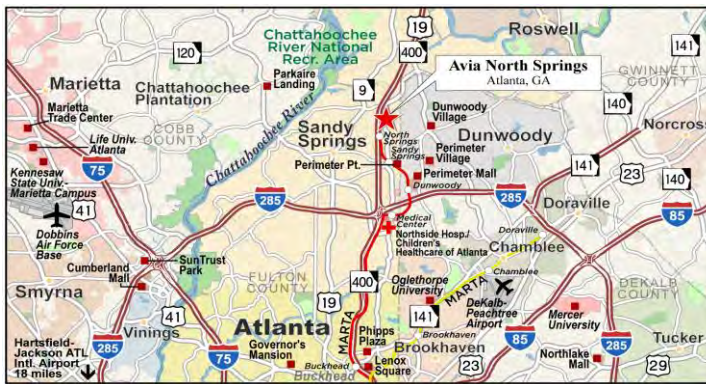 Chattahoochee
River National
Recr. Area
19
400
Roswell
141
120
Marietta
Chattahoochee
Plantation
Parkaire
Landing
9
Avia North Springs
Atlanta, GA
GWINNETT
COUNTY
140
Marietta
Trade Center
Life Univ.
Atlanta
COBB
COUNTY
Chattahoochee River
Sandy
Springs
North
Springs
Sandy
Springs
Dunwoody
Village
Dunwoody
Norcross
Perimeter
Village
Perimeter Pt.
Perimeter Mall
Dunwoody
75
Kennesaw
State Univ.-
Marietta Campus
41
285
285
141
23
140
Doraville
85
Dobbins
Air Force
Base
Medical
Center
Northside Hosp./
Children's
Healthcare of Atlanta
Doraville
Chamblee
SunTrust
Park
Cumberland
Mall
FULTON
COUNTY
400
Oglethorpe
University
MARTA
Chamblee
DeKalb-
Peachtree
Airport
DEKALB
COUNTY
Smyrna
41
19
141
Mercer
University
Vinings
Atlanta
MARTA
Phipps
Plaza
Brookhaven
Brookhaven
Tucker
Hartsfield-
Jackson ATL
Intl. Airport
18 miles
285
75
Governor's
Mansion
Buckhead
Buckhead
Lenox
Square
23
85
Northlake
Mall
285
29